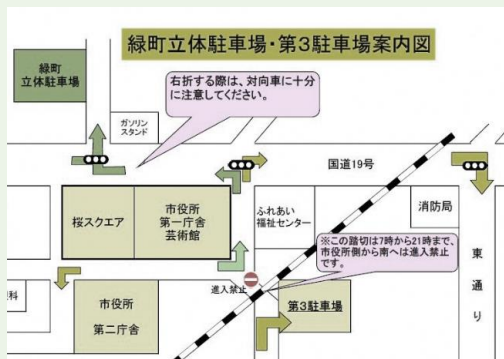 緑町立体駐車場・第3駐車場案内図
緑町
立体駐車場
右折する際は、対向車に十分
に注意してください。
ガソリン
スタンド
国道19号
桜スクエア
市役所
第一庁舎
芸術館
ふれあい
福祉センター
消防局
※この踏切は7時から21時まで、
市役所側から南へは進入禁止
です。
東通り
進入禁止
第3駐車場
市役所
第二庁舎